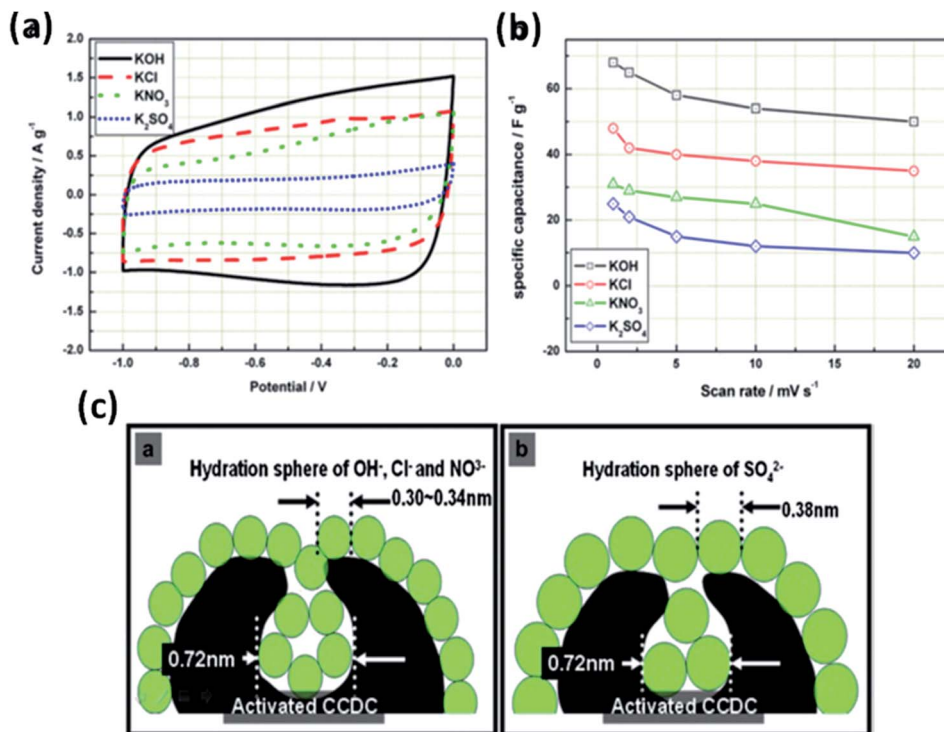 (a)
2.0
1.5
1.0
0.5
0.0
-0.5
-1.0
-1.5
2.0
KOH
KCl
KNO₃
K₂SO₄
Current density / A g⁻¹
-1.0 -0.8 -0.6 -0.4 -0.2 0.0
Potential / V
(b)
60
40
20
0
-20
specific capacitance / F g⁻¹
KOH
KCl
KNO₃
K₂SO₄
0 5 10 15 20
Scan rate / mV s⁻¹
(c)
a
Hydration sphere of OH⁻, Cl⁻ and NO³⁻
0.30~0.34nm
0.72nm
Activated CCDC
b
Hydration sphere of SO₄²⁻
0.38nm
0.72nm
Activated CCDC